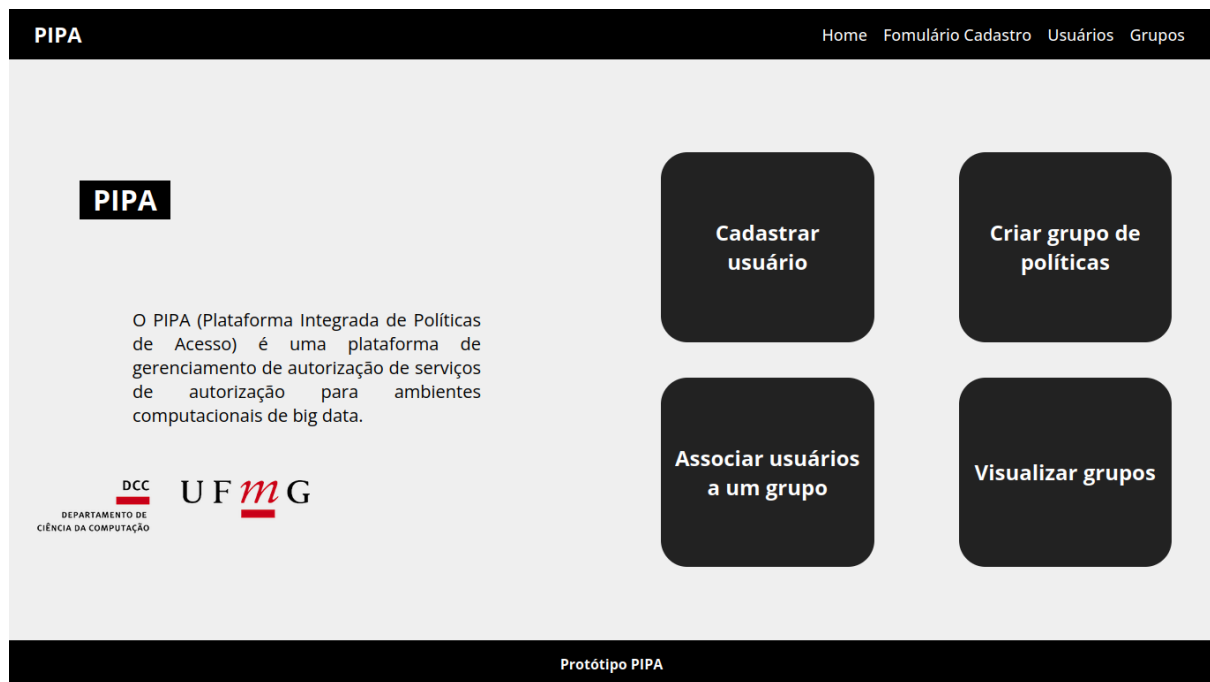 PIPA
Home Fomulário Cadastro Usuários Grupos
PIPA
O PIPA (Plataforma Integrada de Políticas
de Acesso) é uma plataforma de
gerenciamento de autorização de serviços
de autorização para ambientes
computacionais de big data.
DCC
DEPARTAMENTO DE
CIÊNCIA DA COMPUTAÇÃO
UFmG
Cadastrar
usuário
Criar grupo de
políticas
Associar usuários
a um grupo
Visualizar grupos
Protótipo PIPA